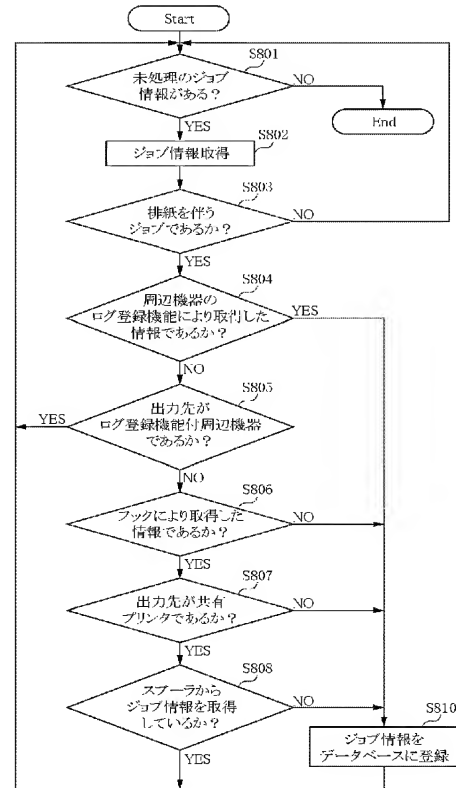 Start
S801
未処理のジョブ
情報がある？
NO
End
YES
S802
ジョブ情報取得
S803
排紙を伴う
ジョブであるか？
NO
YES
S804
周辺機器の
ログ登録機能により取得した
情報であるか？
YES
NO
S805
YES
出力先が
ログ登録機能付周辺機器
であるか？
NO
S806
フックにより取得した
情報であるか？
NO
YES
S807
出力先が共有
プリンタであるか？
NO
YES
S808
スプーラから
ジョブ情報を取得
しているか？
NO
YES
S810
ジョブ情報を
データベースに登録